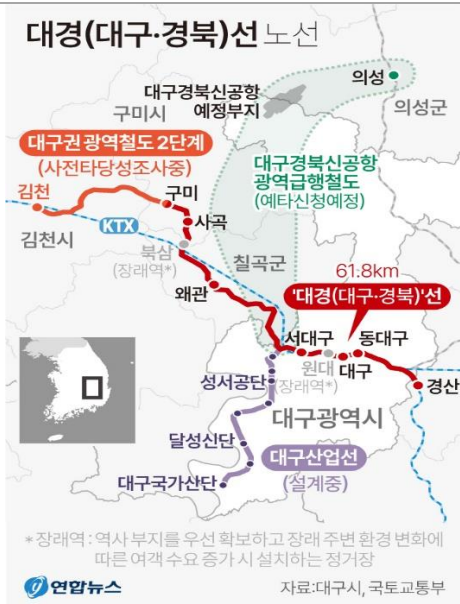 대경(대구·경북)선 노선
의성
대구경북신공항
예정부지
구미시
의성군
대구권 광역철도 2단계
(사전타당성조사중)
대구경북신공항
광역급행철도
(예타신청예정)
김천
구미
사곡
KTX
김천시
북삼
(장래역*)
칠곡군
61.8km
왜관
'대경(대구·경북)'선
서대구
동대구
원대
(장래역*)
대구
경산
성서공단
대구광역시
달성신단
대구산업선
(설계중)
대구국가산단
*장래역 : 역사 부지를 우선 확보하고 장래 주변 환경 변화에
따른 여객 수요 증가 시 설치하는 정거장
연합뉴스
자료:대구시, 국토교통부